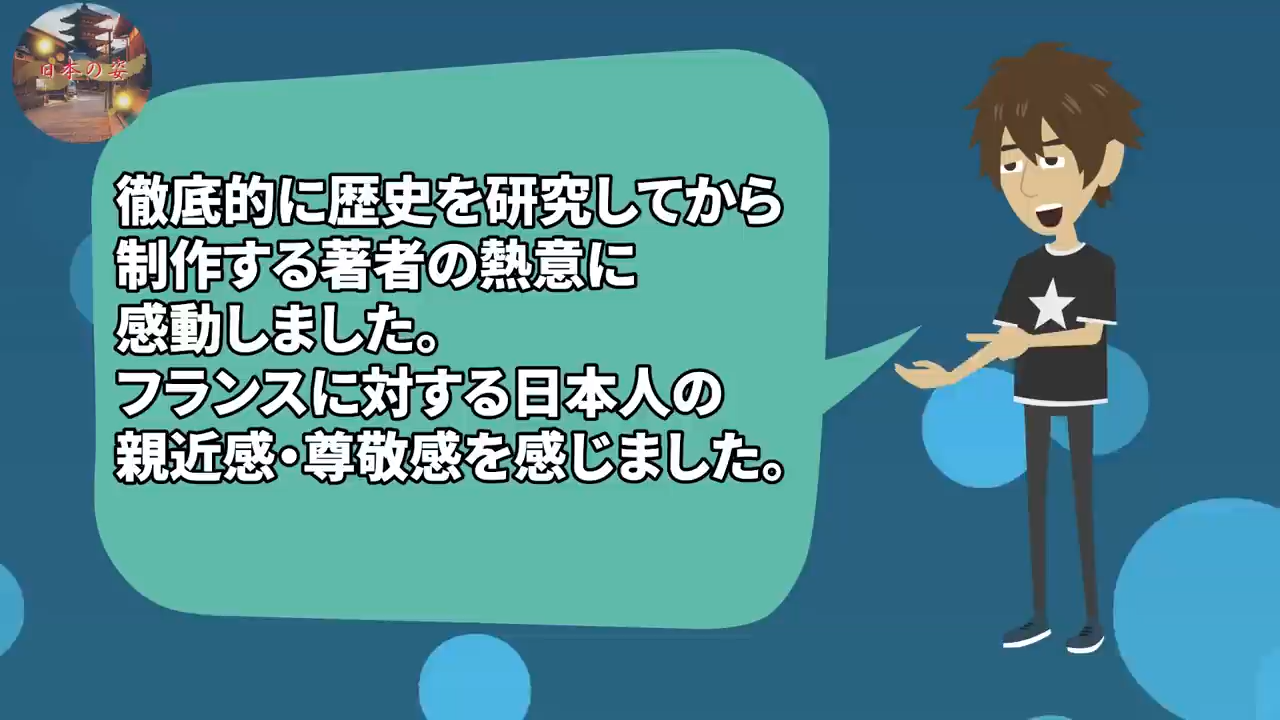 日本の姿
徹底的に歴史を研究してから
制作する著者の熱意に
感動しました。
フランスに対する日本人の
親近感・尊敬感を感じました。